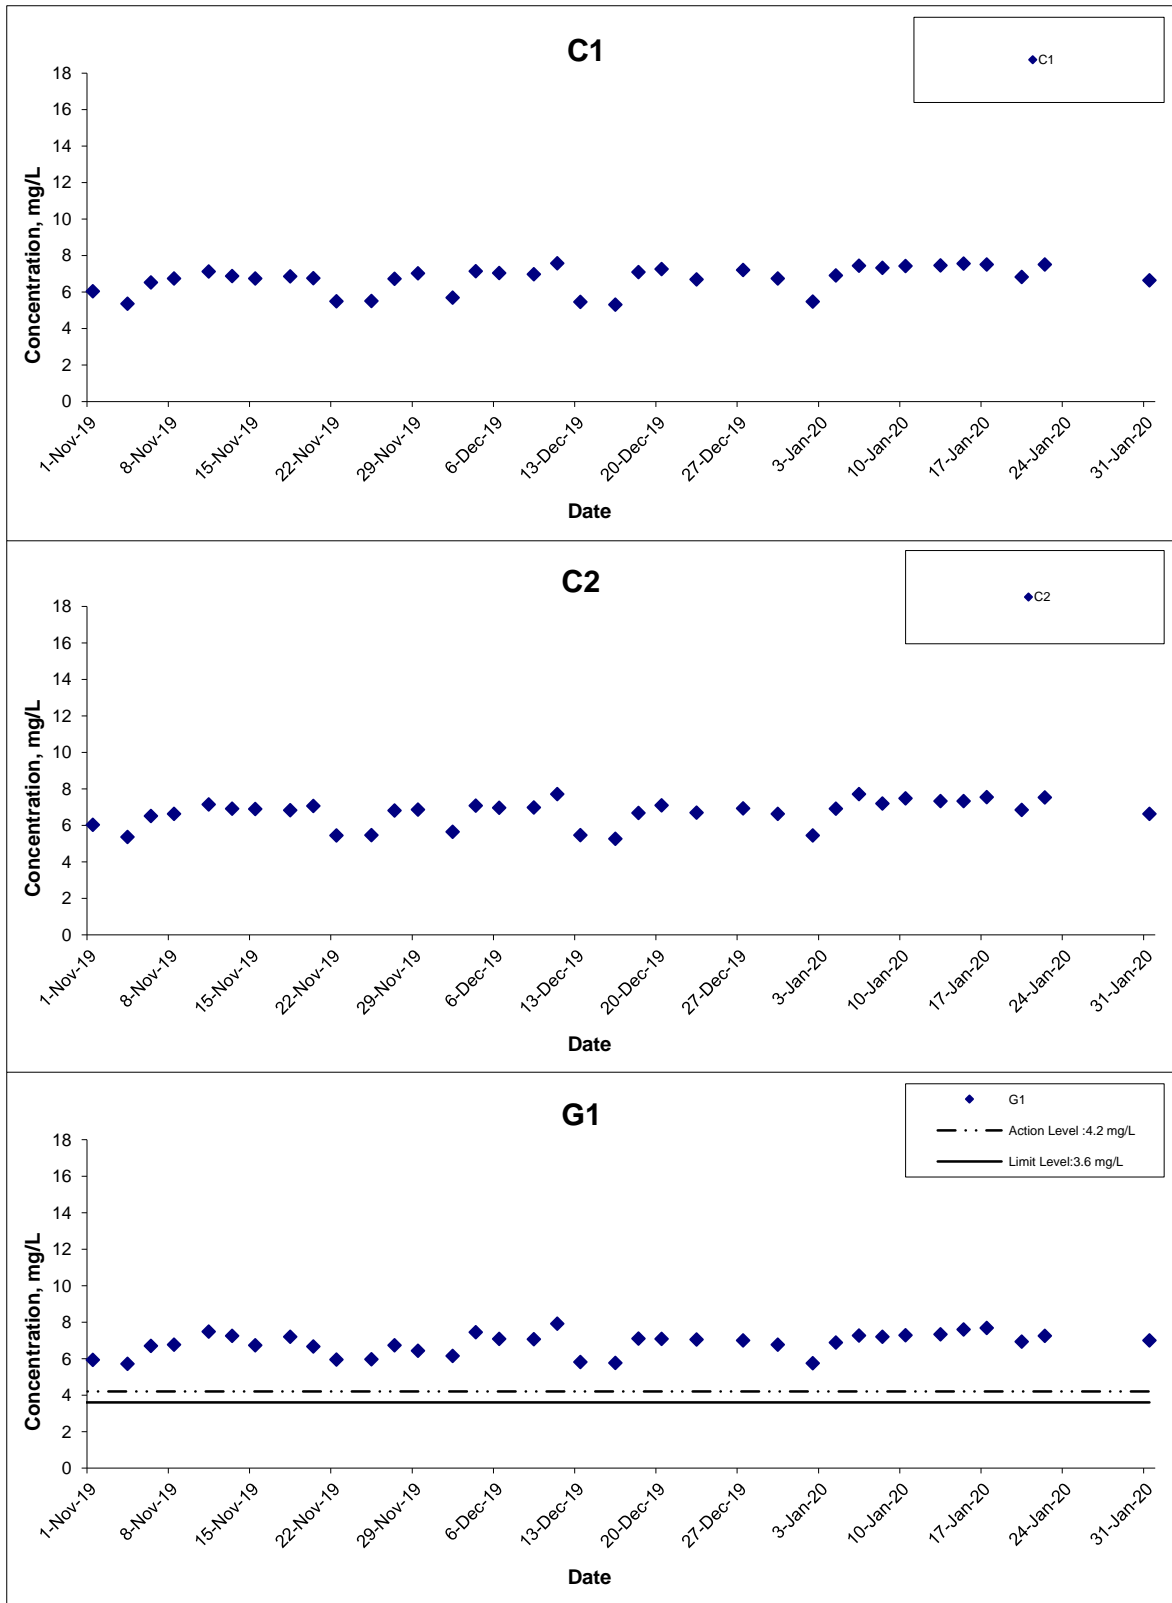 C1
C1
Concentration, mg/L
18
16
14
12
10
8
6
4
2
0
1-Nov-19
8-Nov-19
15-Nov-19
22-Nov-19
29-Nov-19
6-Dec-19
13-Dec-19
20-Dec-19
27-Dec-19
3-Jan-20
10-Jan-20
17-Jan-20
24-Jan-20
31-Jan-20
Date
C2
C2
Concentration, mg/L
18
16
14
12
10
8
6
4
2
0
1-Nov-19
8-Nov-19
15-Nov-19
22-Nov-19
29-Nov-19
6-Dec-19
13-Dec-19
20-Dec-19
27-Dec-19
3-Jan-20
10-Jan-20
17-Jan-20
24-Jan-20
31-Jan-20
Date
G1
G1
Action Level :4.2 mg/L
Limit Level:3.6 mg/L
Concentration, mg/L
18
16
14
12
10
8
6
4
2
0
1-Nov-19
8-Nov-19
15-Nov-19
22-Nov-19
29-Nov-19
6-Dec-19
13-Dec-19
20-Dec-19
27-Dec-19
3-Jan-20
10-Jan-20
17-Jan-20
24-Jan-20
31-Jan-20
Date